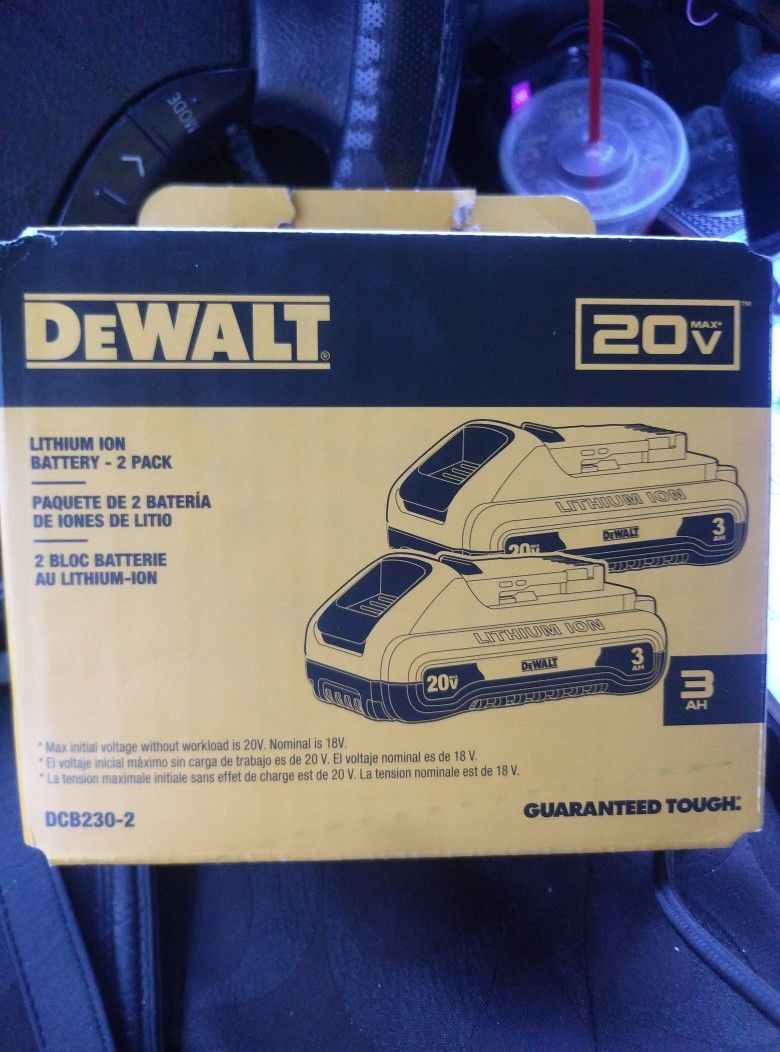 MODE
DEWALT®
20V MAX* ™
LITHIUM ION
BATTERY - 2 PACK
PAQUETE DE 2 BATERÍA
DE IONES DE LITIO
2 BLOC BATTERIE
AU LITHIUM-ION
LITHIUM ION
DEWALT
3
AH
20V
LITHIUM ION
DEWALT
20V
3
AH
3
AH
* Max initial voltage without workload is 20V. Nominal is 18V.
* El voltaje inicial máximo sin carga de trabajo es de 20 V. El voltaje nominal es de 18 V.
* La tension maximale initiale sans effet de charge est de 20 V. La tension nominale est de 18 V.
DCB230-2
GUARANTEED TOUGH.®